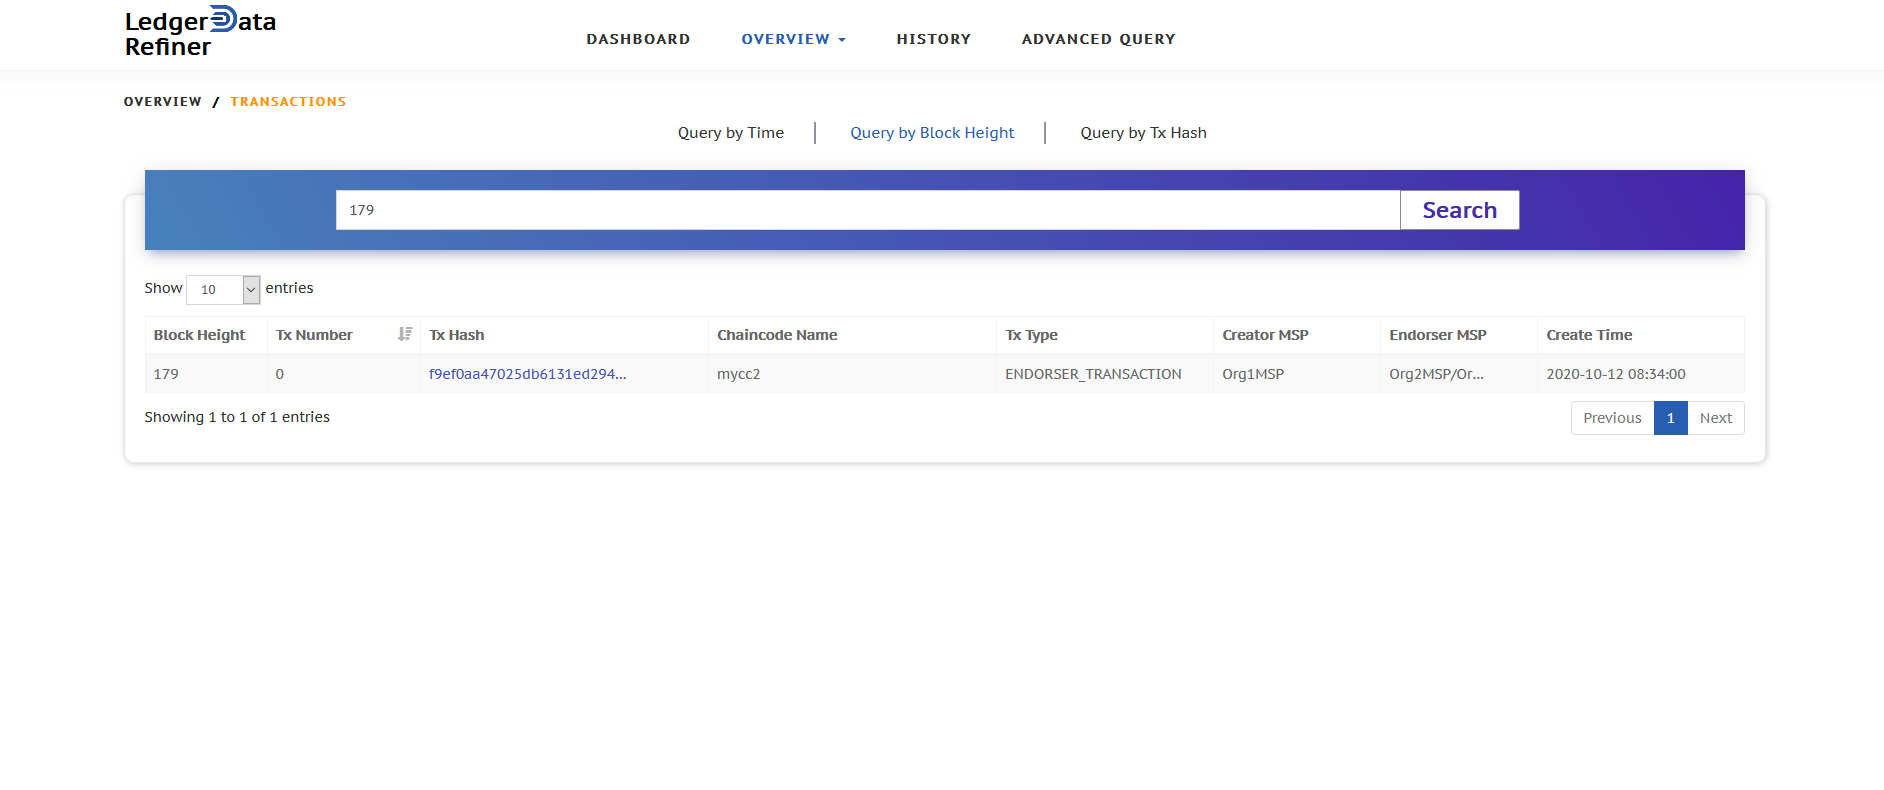 Ledger Data
Refiner
DASHBOARD OVERVIEW HISTORY ADVANCED QUERY
OVERVIEW / TRANSACTIONS
Query by Time Query by Block Height Query by Tx Hash
179 Search
Show 10 entries
Block Height Tx Number Tx Hash Chaincode Name Tx Type Creator MSP Endorser MSP Create Time
179 0 f9ef0aa47025db6131ed294... mycc2 ENDORSER_TRANSACTION Org1MSP Org2MSP/Or... 2020-10-12 08:34:00
Showing 1 to 1 of 1 entries Previous 1 Next